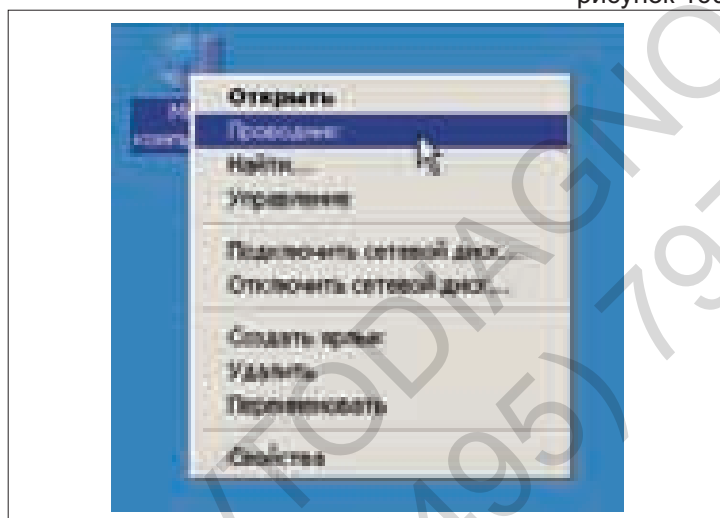 рисунок
Открыть
Проводник
Найти...
Управление
Подключить сетевой диск...
Отключить сетевой диск...
Создать ярлык
Удалить
Переименовать
Свойства